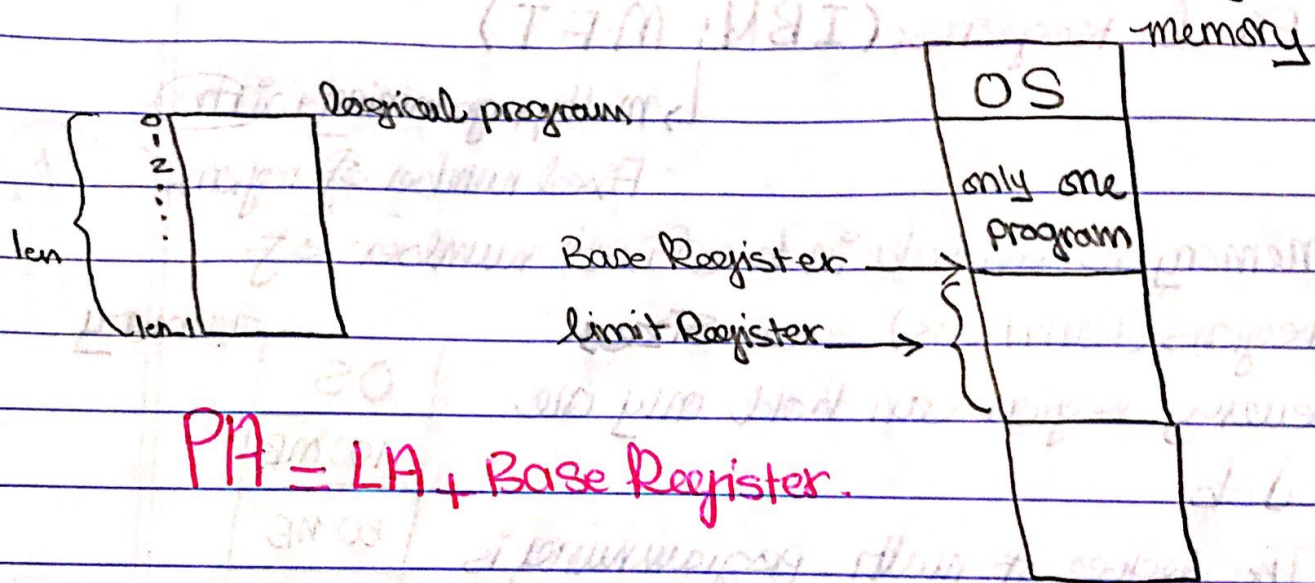 memory
OS
logical program
0
1
2
len
len-1
only one
program
Base Register
limit Register
PA = LA + Base Register.